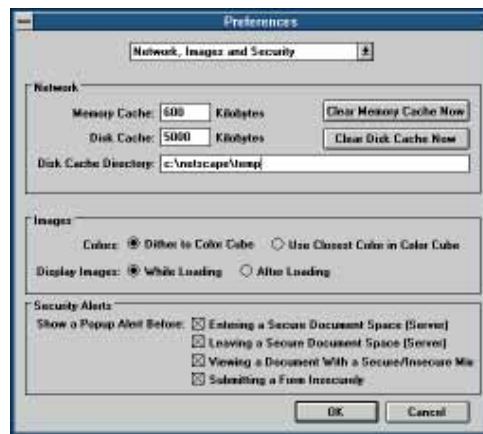 Preferences
Network, Images and Security
Network
Memory Cache: 600 Kilobytes Clear Memory Cache Now
Disk Cache: 5000 Kilobytes Clear Disk Cache Now
Disk Cache Directory: c:\netscape\temp
Images
Colors: Dither to Color Cube Use Closest Color in Color Cube
Display Images: While Loading After Loading
Security Alerts
Show a Popup Alert Before: Entering a Secure Document Space (Server)
Leaving a Secure Document Space (Server)
Viewing a Document With a Secure/Insecure Mix
Submitting a Form Insecurely
OK Cancel